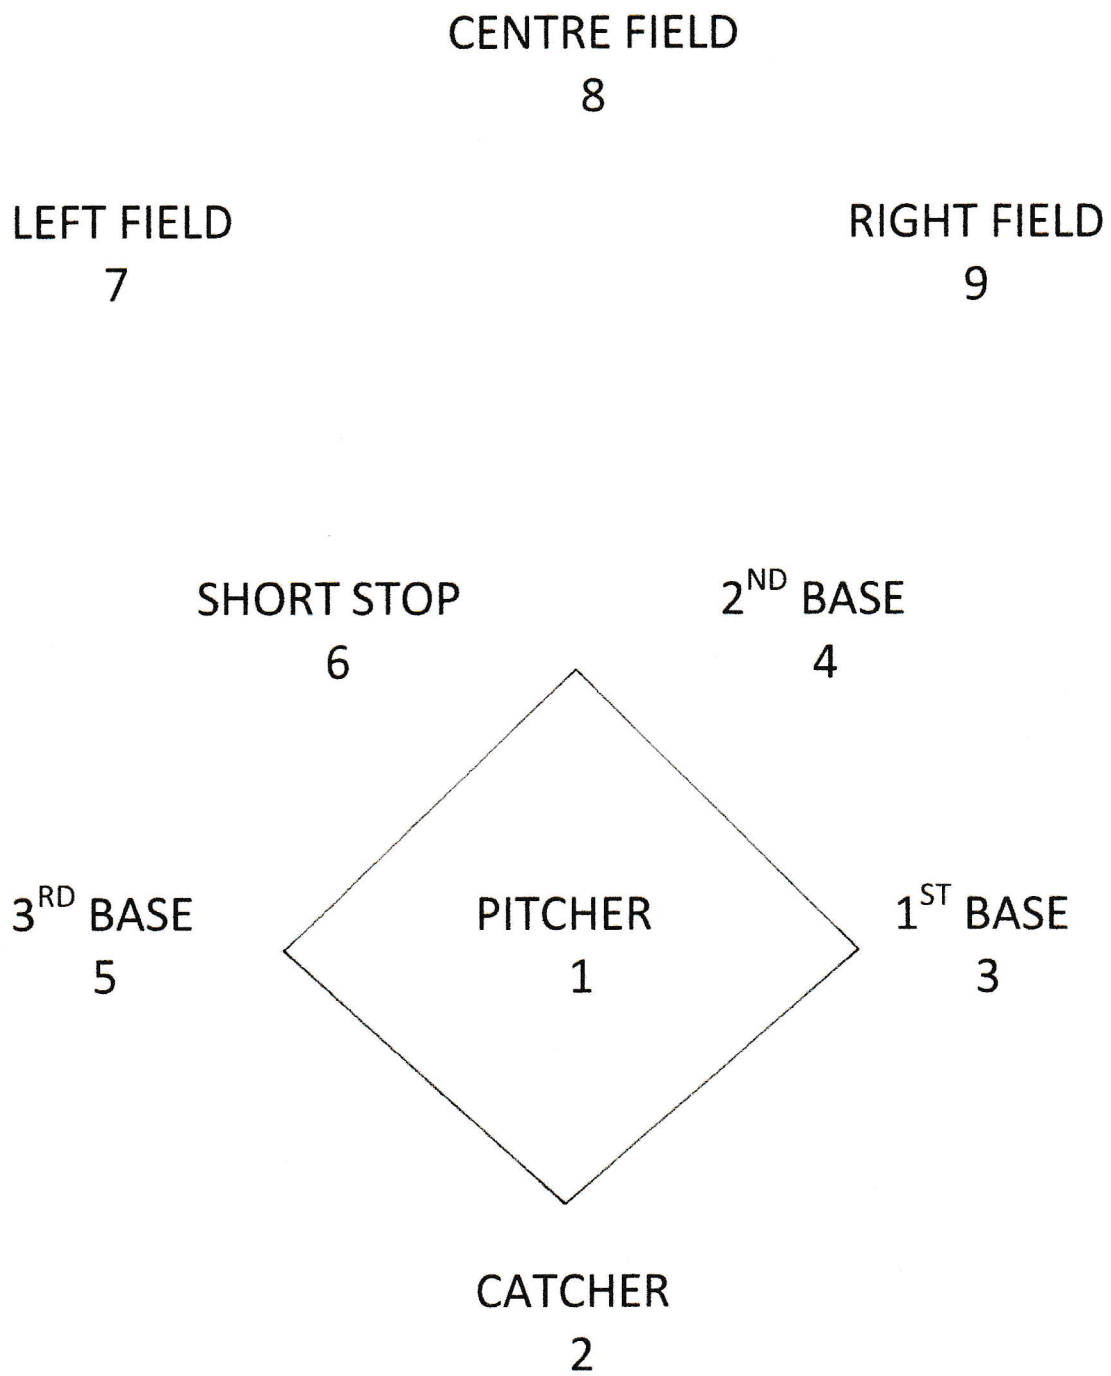 CENTRE FIELD
8
LEFT FIELD
7
RIGHT FIELD
9
SHORT STOP
6
2ND BASE
4
3RD BASE
5
PITCHER
1
1ST BASE
3
CATCHER
2